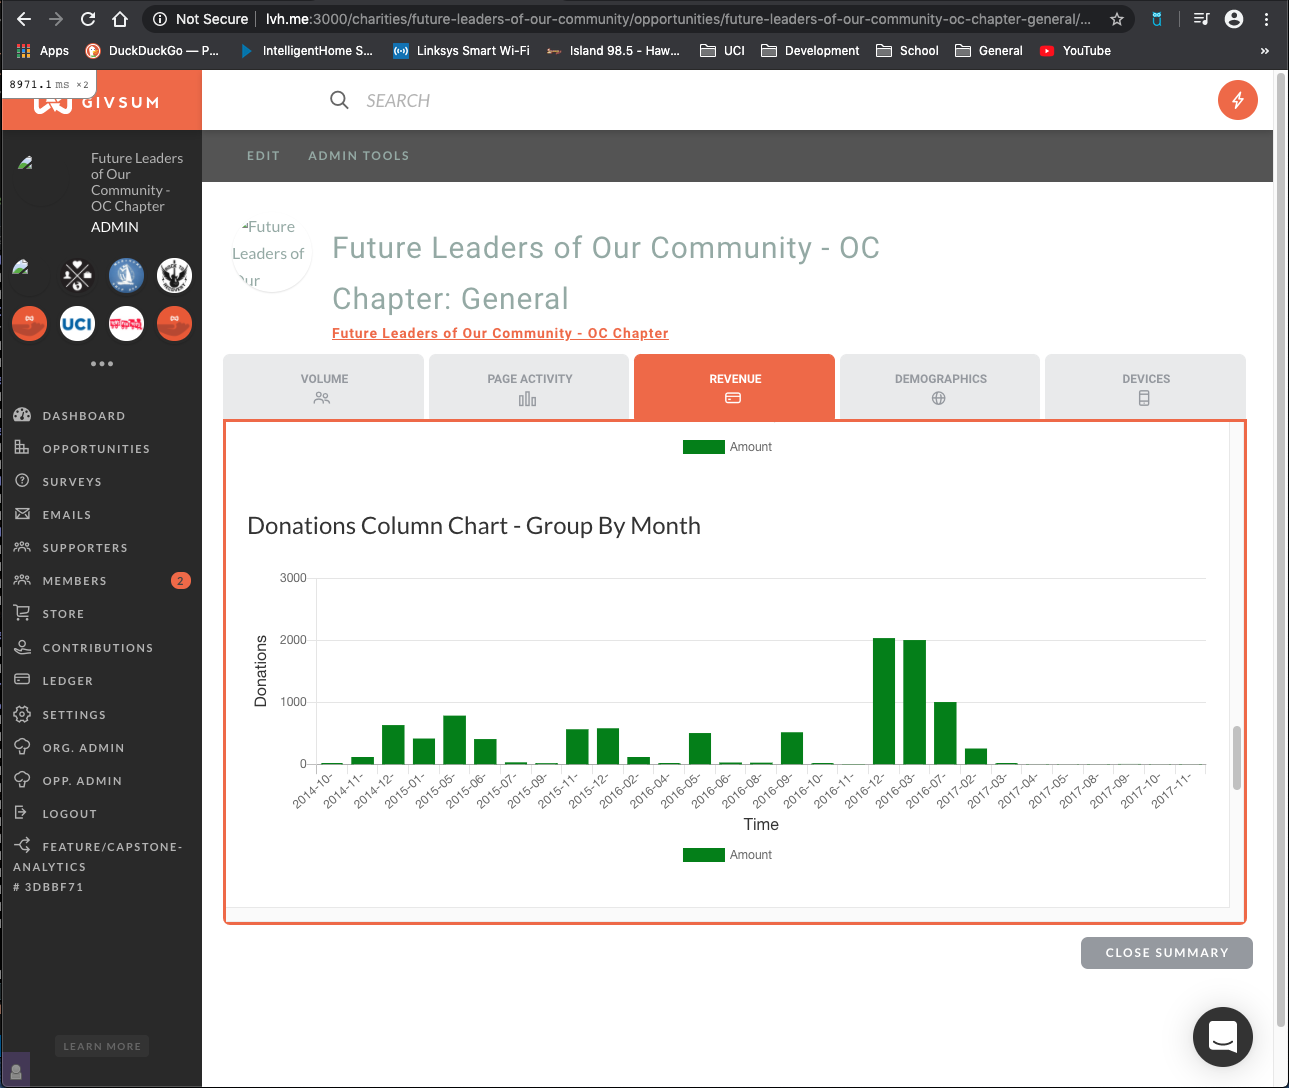 Not Secure
lvh.me:3000/charities/future-leaders-of-our-community/opportunities/future-leaders-of-our-community-oc-chapter-general/...
Apps
DuckDuckGo — P...
IntelligentHome S...
Linksys Smart Wi-Fi
Island 98.5 - Haw...
UCI
Development
School
General
YouTube
»
8971.1 ms ×2
GIVSUM
SEARCH
Future Leaders
of Our
Community -
OC Chapter
ADMIN
UCI
•••
DASHBOARD
OPPORTUNITIES
SURVEYS
EMAILS
SUPPORTERS
MEMBERS
2
STORE
CONTRIBUTIONS
LEDGER
SETTINGS
ORG. ADMIN
OPP. ADMIN
LOGOUT
FEATURE/CAPSTONE-
ANALYTICS
# 3DBBF71
LEARN MORE
EDIT
ADMIN TOOLS
Future
Leaders of
Our
Future Leaders of Our Community - OC
Chapter: General
Future Leaders of Our Community - OC Chapter
VOLUME
PAGE ACTIVITY
REVENUE
DEMOGRAPHICS
DEVICES
Amount
Donations Column Chart - Group By Month
3000
2000
1000
0
Donations
2014-10-
2014-11-
2014-12-
2015-01-
2015-05-
2015-06-
2015-07-
2015-09-
2015-11-
2015-12-
2016-02-
2016-04-
2016-05-
2016-06-
2016-08-
2016-09-
2016-10-
2016-11-
2016-12-
2016-03-
2016-07-
2017-02-
2017-03-
2017-04-
2017-05-
2017-08-
2017-09-
2017-10-
2017-11-
Time
Amount
CLOSE SUMMARY